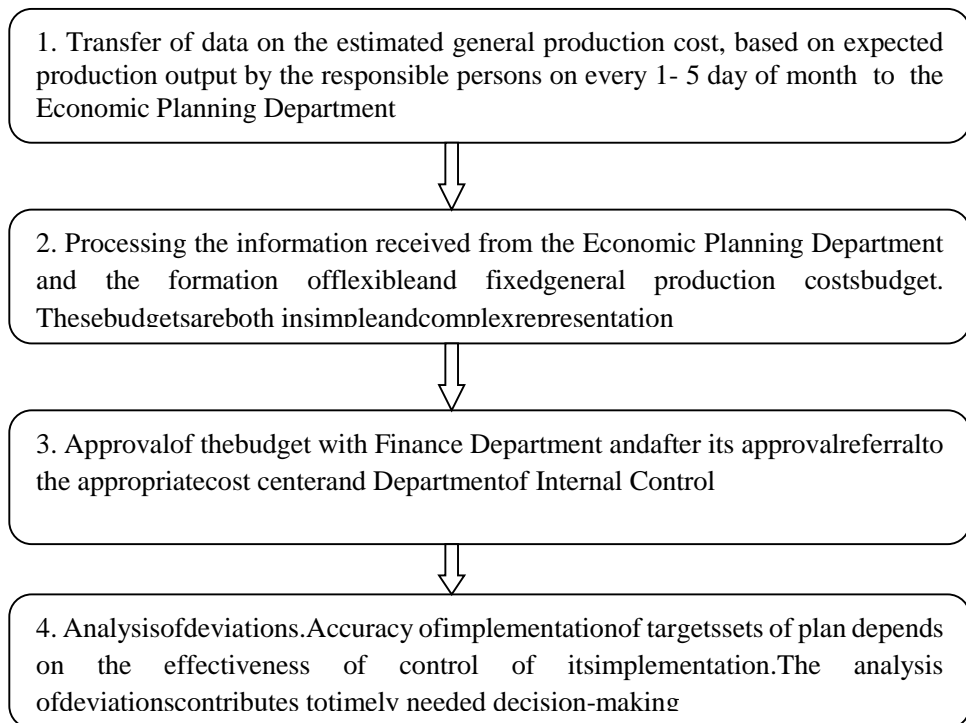 1. Transfer of data on the estimated general production cost, based on expected
production output by the responsible persons on every 1- 5 day of month to the
Economic Planning Department
2. Processing the information received from the Economic Planning Department
and the formation offlexibleand fixedgeneral production costsbudget.
Thesebudgetsareboth insimpleandcomplexrepresentation
3. Approvalof thebudget with Finance Department andafter its approvalreferralto
the appropriatecost centerand Departmentof Internal Control
4. Analysisofdeviations.Accuracy ofimplementationof targetssets of plan depends
on the effectiveness of control of itsimplementation.The analysis
ofdeviationscontributes totimely needed decision-making